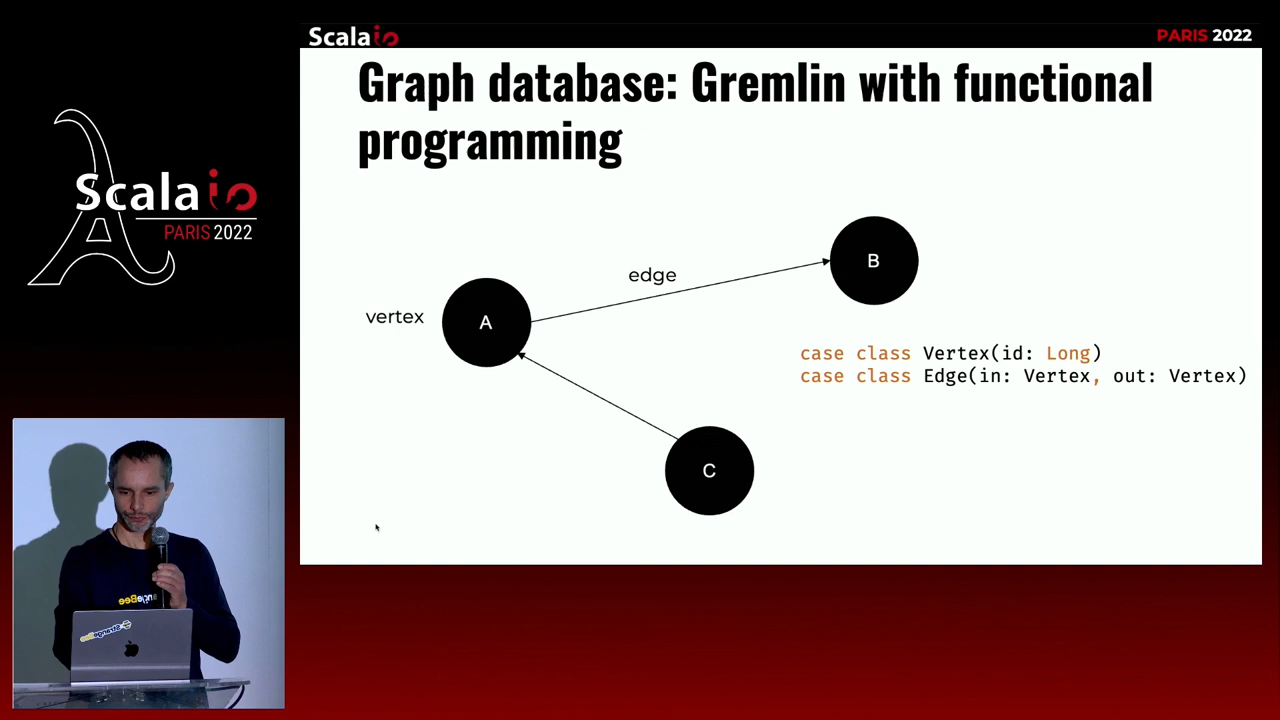 Scalaio
PARIS 2022
Graph database: Gremlin with functional
programming
Scalaio
PARIS 2022
B
edge
vertex
A
case class Vertex(id: Long)
case class Edge(in: Vertex, out: Vertex)
C
StrangeBee